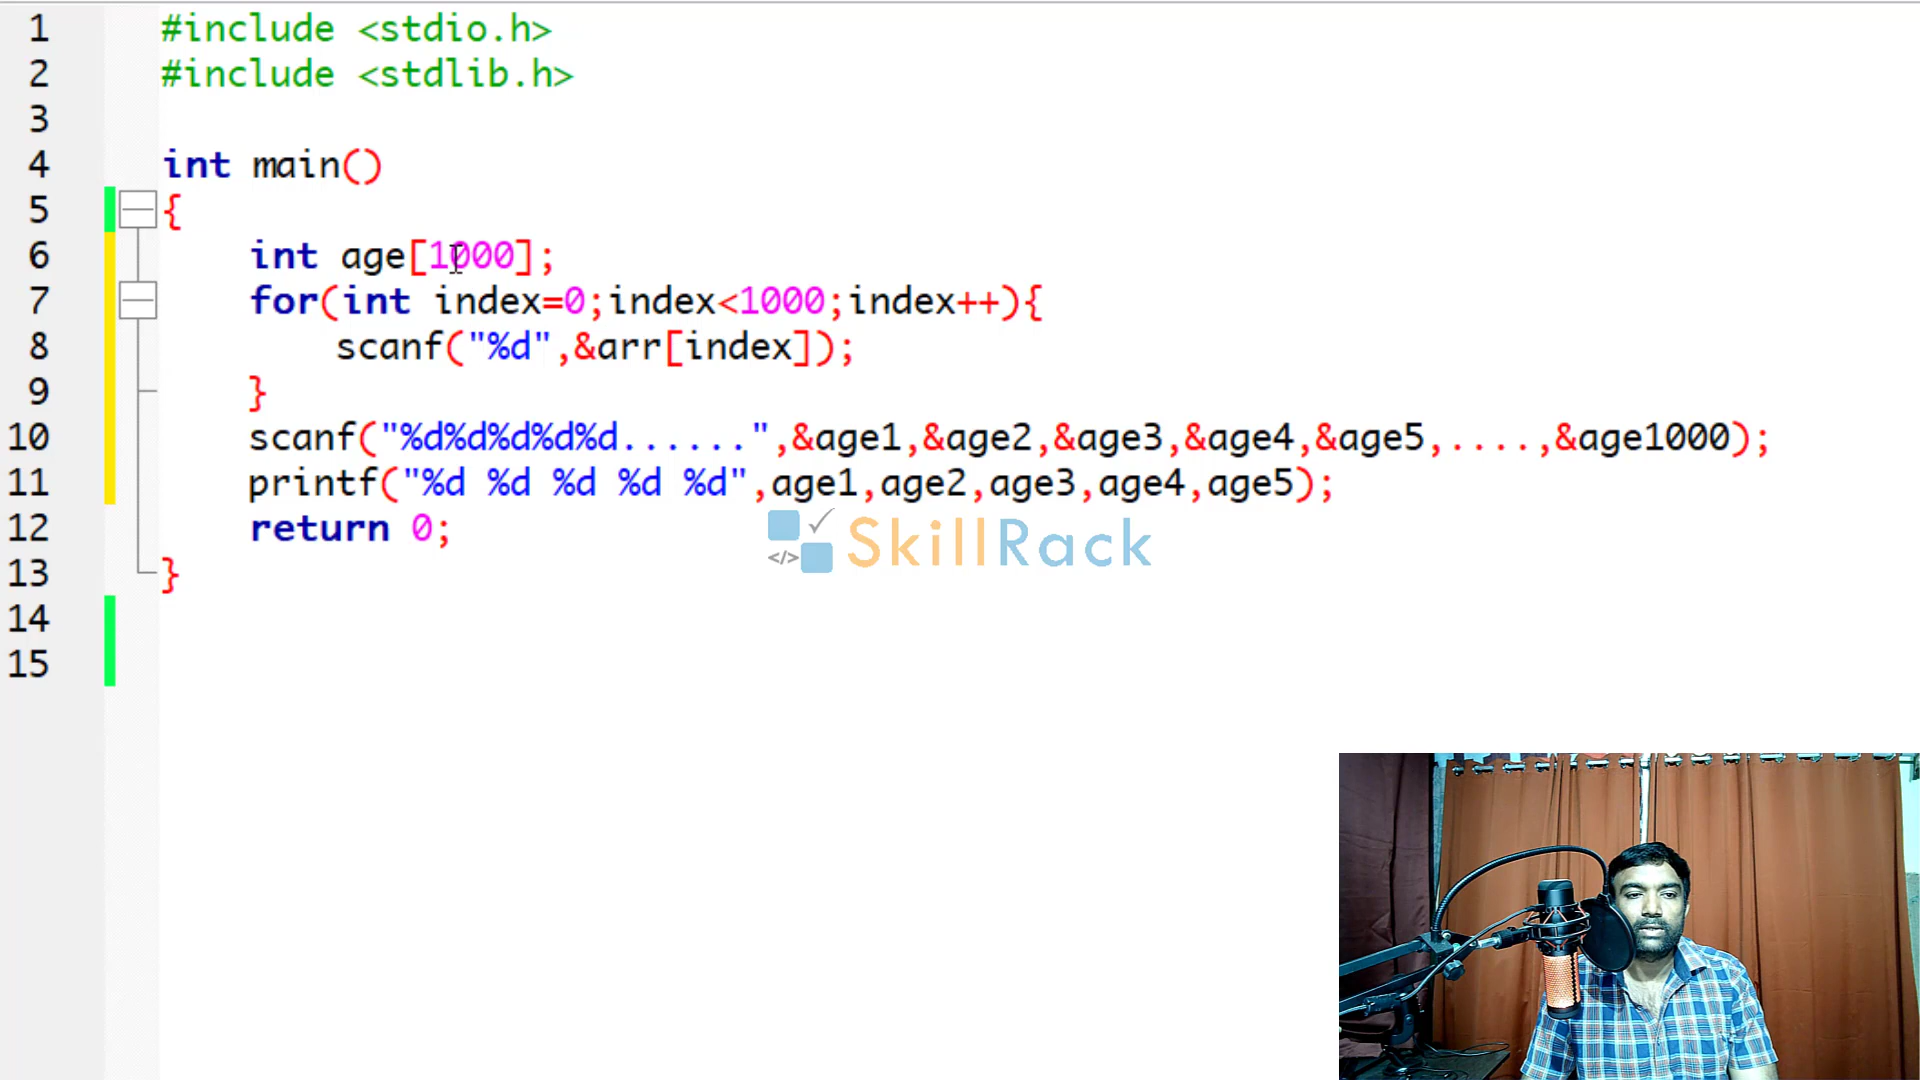 1 #include <stdio.h>
2 #include <stdlib.h>
3
4 int main()
5 {
6 int age[1000];
7 for(int index=0;index<1000;index++){
8 scanf("%d",&arr[index]);
9 }
10 scanf("%d%d%d%d%d......",&age1,&age2,&age3,&age4,&age5,....,&age1000);
11 printf("%d %d %d %d %d",age1,age2,age3,age4,age5);
12 return 0;
13 }
14
15
</> SkillRack